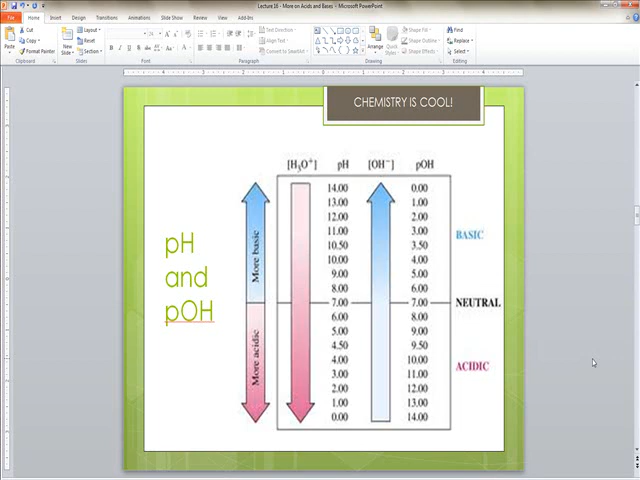 Lecture 16 - More on Acids and Bases - Microsoft PowerPoint
File Home Insert Design Transitions Animations Slide Show Review View Add-Ins
Paste
Cut
Copy
Format Painter
Clipboard
New Slide
Layout
Reset
Section
Slides
Font
Text Direction
Align Text
Convert to SmartArt
Paragraph
Arrange
Quick Styles
Shape Fill
Shape Outline
Shape Effects
Drawing
Find
Replace
Select
Editing
CHEMISTRY IS COOL!
pH
and
pOH
More basic
More acidic
[H₃O⁺] pH [OH⁻] pOH
14.00 0.00
13.00 1.00
12.00 2.00
11.00 3.00
10.50 3.50
10.00 4.00
9.00 5.00
8.00 6.00
7.00 7.00
6.00 8.00
5.00 9.00
4.50 9.50
4.00 10.00
3.00 11.00
2.00 12.00
1.00 13.00
0.00 14.00
BASIC
NEUTRAL
ACIDIC